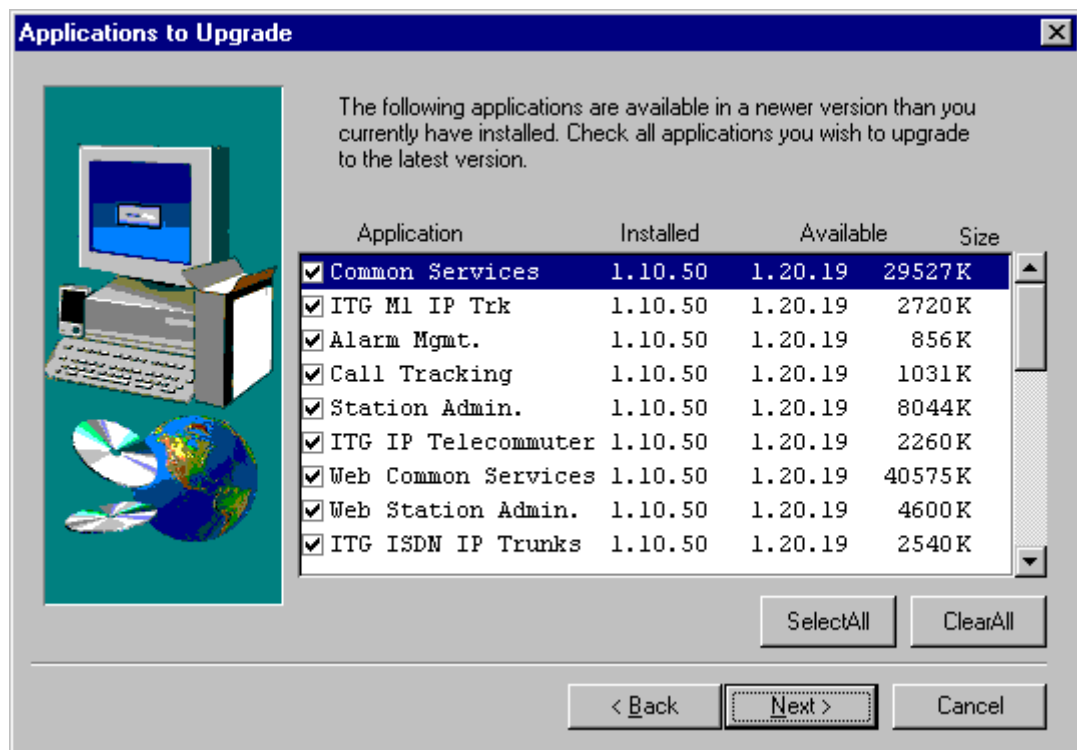 Applications to Upgrade
The following applications are available in a newer version than you
currently have installed. Check all applications you wish to upgrade
to the latest version.
Application Installed Available Size
Common Services 1.10.50 1.20.19 29527K
ITG M1 IP Trk 1.10.50 1.20.19 2720K
Alarm Mgmt. 1.10.50 1.20.19 856K
Call Tracking 1.10.50 1.20.19 1031K
Station Admin. 1.10.50 1.20.19 8044K
ITG IP Telecommuter 1.10.50 1.20.19 2260K
Web Common Services 1.10.50 1.20.19 40575K
Web Station Admin. 1.10.50 1.20.19 4600K
ITG ISDN IP Trunks 1.10.50 1.20.19 2540K
SelectAll ClearAll
< Back Next > Cancel